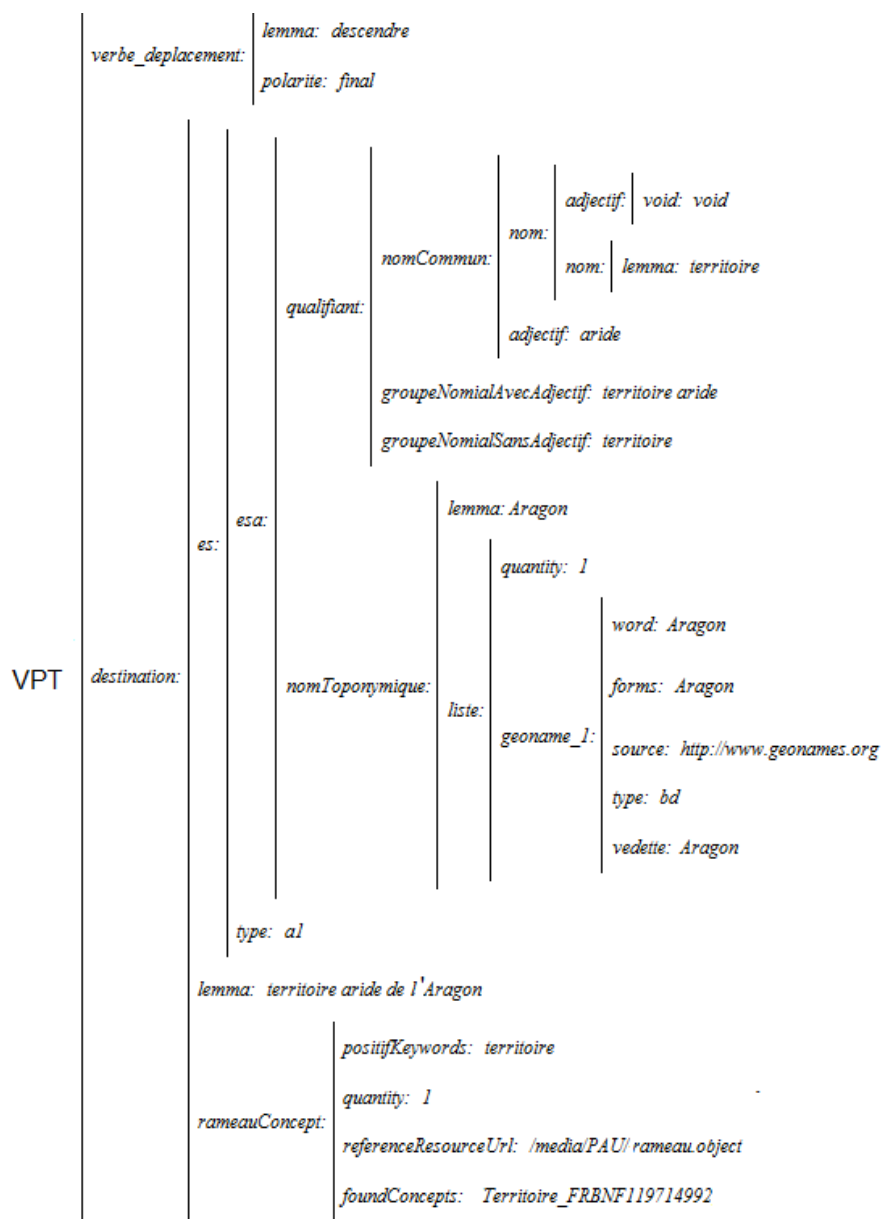 verbe_deplacement:
lemma: descendre
polarite: final
VPT
destination:
es:
esa:
qualifiant:
nomCommun:
nom:
adjectif: void: void
nom: lemma: territoire
adjectif: aride
groupeNomialAvecAdjectif: territoire aride
groupeNomialSansAdjectif: territoire
nomToponymique:
lemma: Aragon
liste:
quantity: 1
geoname_1:
word: Aragon
forms: Aragon
source: http://www.geonames.org
type: bd
vedette: Aragon
type: a1
lemma: territoire aride de l'Aragon
rameauConcept:
positifKeywords: territoire
quantity: 1
referenceResourceUrl: /media/PAU/ rameau.object
foundConcepts: Territoire_FRBNF119714992